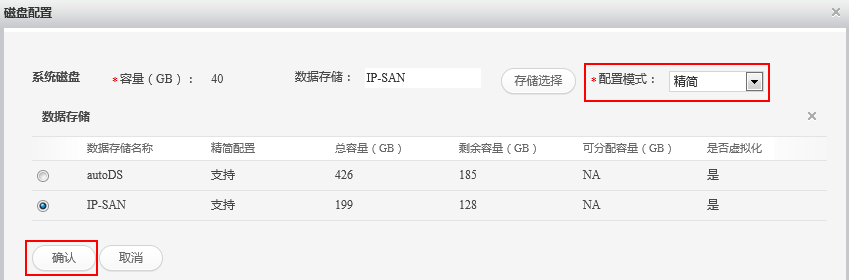 磁盘配置
系统磁盘 *容量（GB）： 40 数据存储： IP-SAN 存储选择 *配置模式： 精简
数据存储
数据存储名称 精简配置 总容量（GB） 剩余容量（GB） 可分配容量（GB） 是否虚拟化
autoDS 支持 426 185 NA 是
IP-SAN 支持 199 128 NA 是
确认 取消